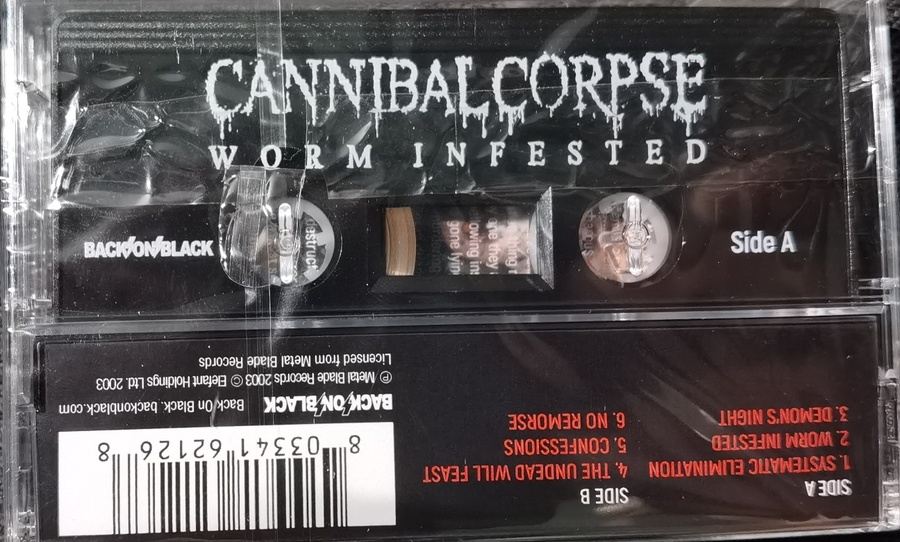 CANNIBAL CORPSE
WORM INFESTED
BACK ON BLACK
Side A
SIDE A
1. SYSTEMATIC ELIMINATION
2. WORM INFESTED
3. DEMON'S NIGHT
SIDE B
4. THE UNDEAD WILL FEAST
5. CONFESSIONS
6. NO REMORSE
8 03341 62126 8
BACK ON BLACK Back On Black. backonblack.com
℗ Metal Blade Records 2003 © Elefant Holdings Ltd. 2003
Licensed from Metal Blade Records